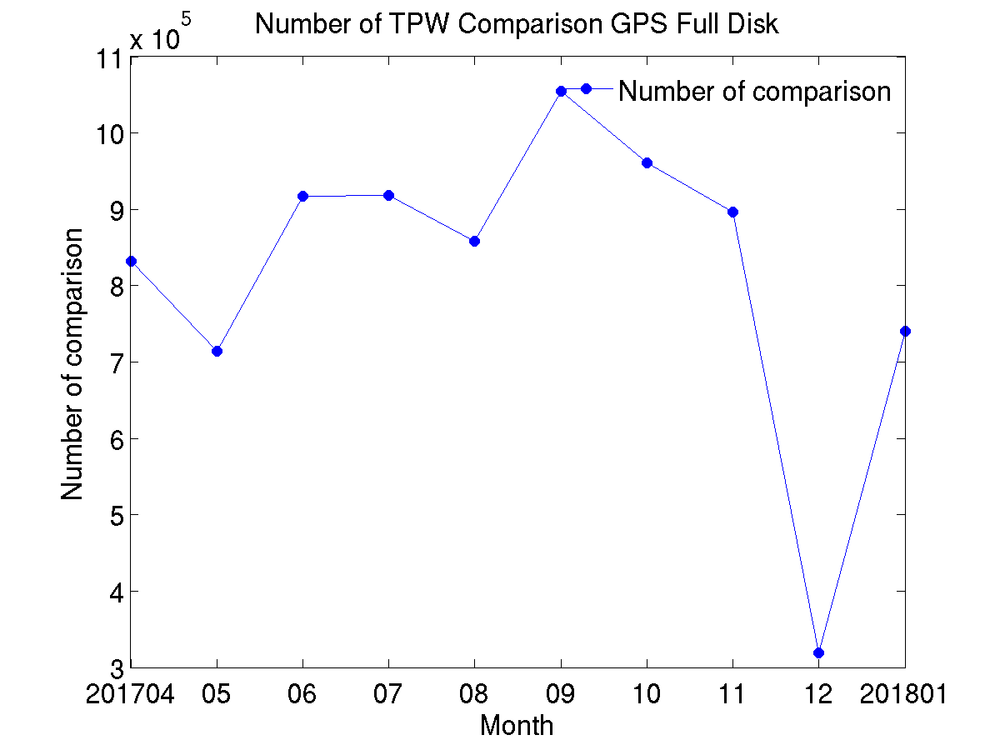 Number of TPW Comparison GPS Full Disk
x 10^5
Number of comparison
11
10
9
8
7
6
5
4
3
Number of comparison
201704 05 06 07 08 09 10 11 12 201801
Month